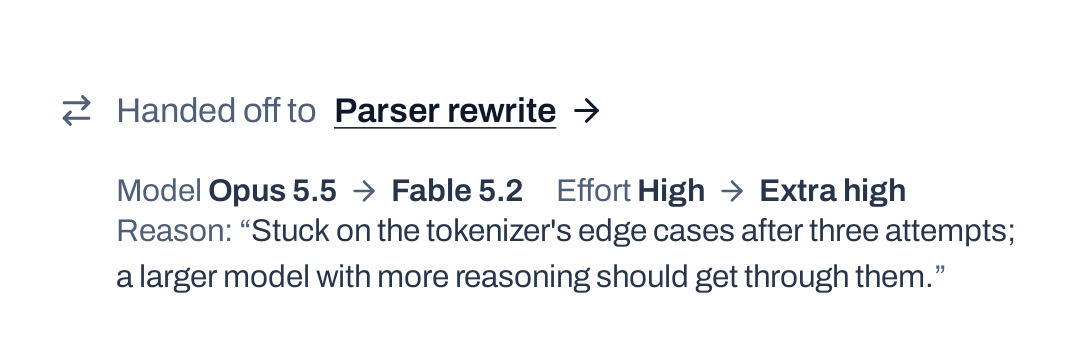 Handed off to Parser rewrite →
Model Opus 5.5 → Fable 5.2 Effort High → Extra high
Reason: “Stuck on the tokenizer's edge cases after three attempts;
a larger model with more reasoning should get through them.”